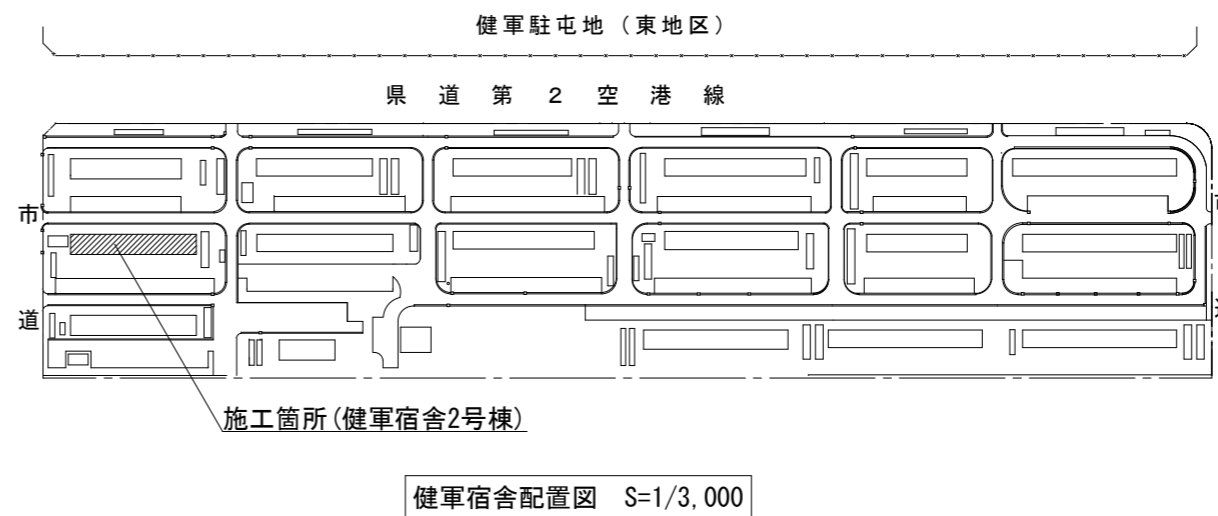 健軍駐屯地（東地区）
県道第２空港線
市
道
施工箇所(健軍宿舎2号棟)
健軍宿舎配置図　S=1/3,000